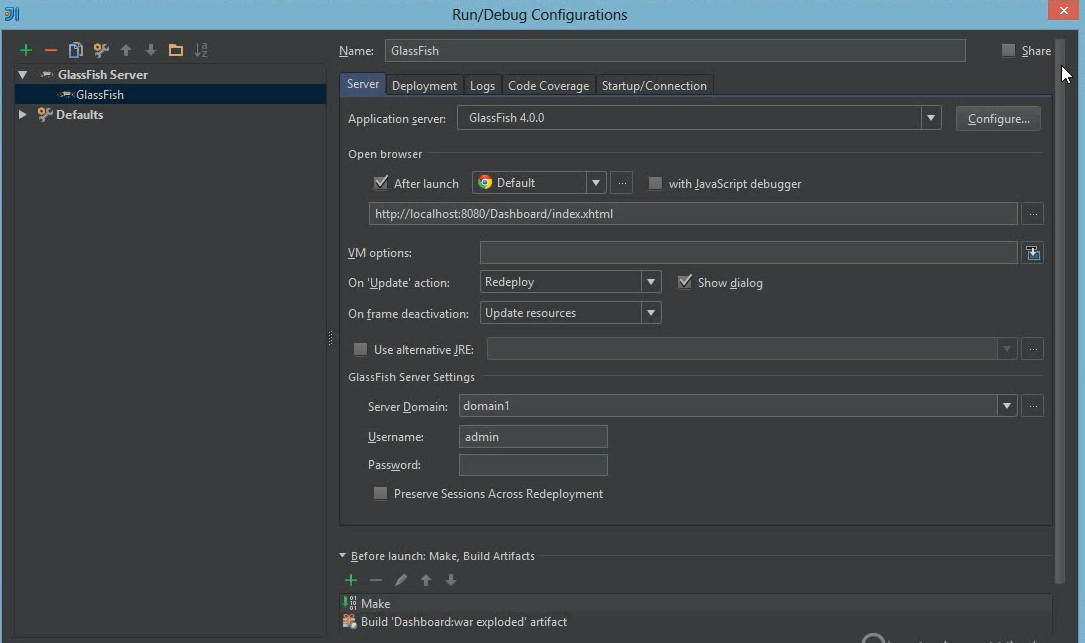 Run/Debug Configurations
Name: GlassFish Share
GlassFish Server
GlassFish
Defaults
Server Deployment Logs Code Coverage Startup/Connection
Application server: GlassFish 4.0.0 Configure...
Open browser
After launch Default ... with JavaScript debugger
http://localhost:8080/Dashboard/index.xhtml ...
VM options:
On 'Update' action: Redeploy Show dialog
On frame deactivation: Update resources
Use alternative JRE: ...
GlassFish Server Settings
Server Domain: domain1 ...
Username: admin
Password:
Preserve Sessions Across Redeployment
Before launch: Make, Build Artifacts
Make
Build 'Dashboard:war exploded' artifact